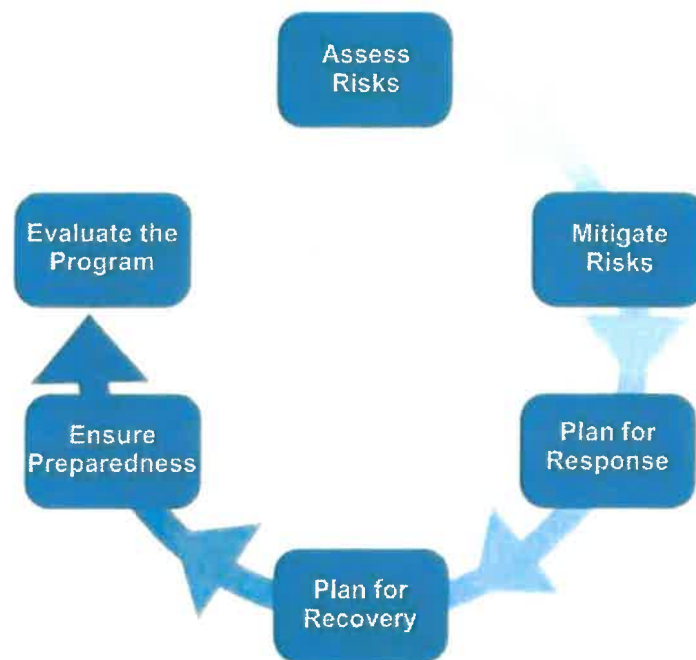 Assess
Risks
Mitigate
Risks
Plan for
Response
Plan for
Recovery
Ensure
Preparedness
Evaluate the
Program